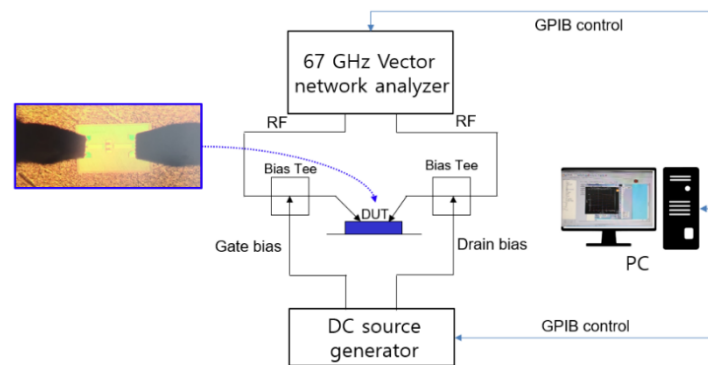 GPIB control
67 GHz Vector
network analyzer
RF
RF
Bias Tee
Bias Tee
DUT
Gate bias
Drain bias
PC
DC source
generator
GPIB control